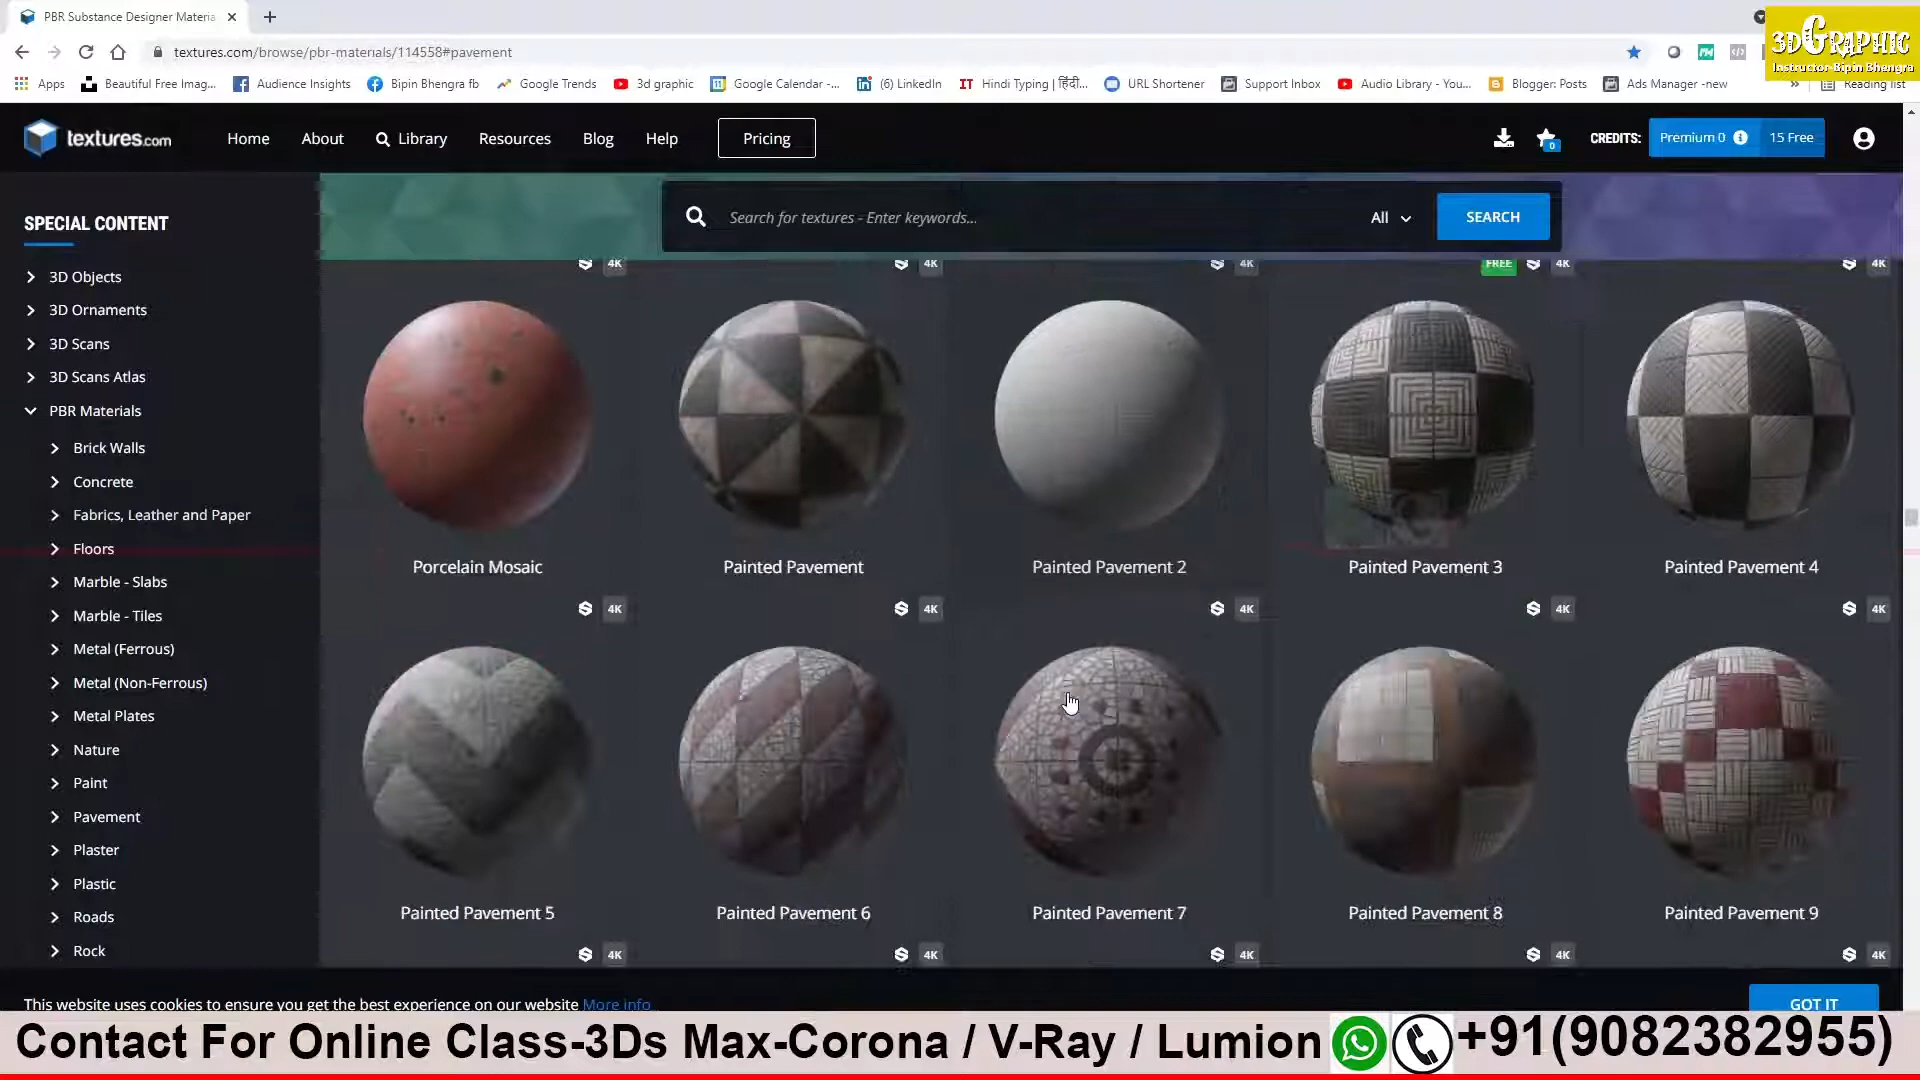 PBR Substance Designer Materia
textures.com/browse/pbr-materials/114558#pavement
3DGRAPHIC
Instructor-Bipin Bhengra
Apps
Beautiful Free Imag...
Audience Insights
Bipin Bhengra fb
Google Trends
3d graphic
Google Calendar -...
(6) LinkedIn
Hindi Typing | हिंदी...
URL Shortener
Support Inbox
Audio Library - You...
Blogger: Posts
Ads Manager -new
»
Reading list
textures.com
Home
About
Library
Resources
Blog
Help
Pricing
0
CREDITS:
Premium 0
15 Free
Search for textures - Enter keywords...
All
SEARCH
SPECIAL CONTENT
3D Objects
3D Ornaments
3D Scans
3D Scans Atlas
PBR Materials
Brick Walls
Concrete
Fabrics, Leather and Paper
Floors
Marble - Slabs
Marble - Tiles
Metal (Ferrous)
Metal (Non-Ferrous)
Metal Plates
Nature
Paint
Pavement
Plaster
Plastic
Roads
Rock
4K
4K
4K
FREE
4K
4K
Porcelain Mosaic
Painted Pavement
Painted Pavement 2
Painted Pavement 3
Painted Pavement 4
4K
4K
4K
4K
4K
Painted Pavement 5
Painted Pavement 6
Painted Pavement 7
Painted Pavement 8
Painted Pavement 9
4K
4K
4K
4K
4K
This website uses cookies to ensure you get the best experience on our website More info
GOT IT
Contact For Online Class-3Ds Max-Corona / V-Ray / Lumion +91(9082382955)